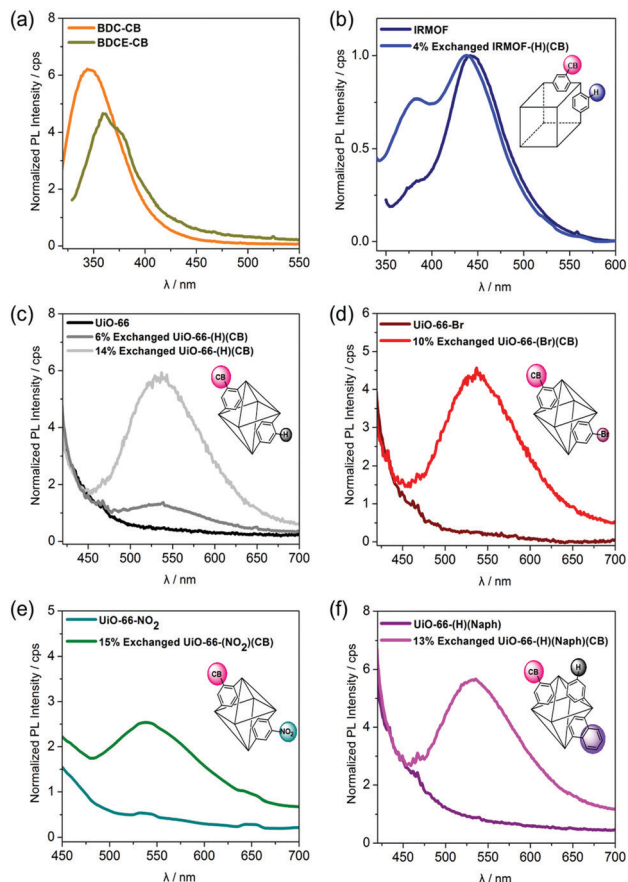 (a)
BDC-CB
BDCE-CB
Normalized PL Intensity / cps
8
6
4
2
0
350 400 450 500 550
λ / nm
(b)
IRMOF
4% Exchanged IRMOF-(H)(CB)
CB
H
Normalized PL Intensity / cps
1.0
0.5
0.0
350 400 450 500 550 600
λ / nm
(c)
UiO-66
6% Exchanged UiO-66-(H)(CB)
14% Exchanged UiO-66-(H)(CB)
CB
H
Normalized PL Intensity / cps
8
6
4
2
0
450 500 550 600 650 700
λ / nm
(d)
UiO-66-Br
10% Exchanged UiO-66-(Br)(CB)
CB
Br
Normalized PL Intensity / cps
6
5
4
3
2
1
0
450 500 550 600 650 700
λ / nm
(e)
UiO-66-NO₂
15% Exchanged UiO-66-(NO₂)(CB)
CB
NO₂
Normalized PL Intensity / cps
5
4
3
2
1
0
450 500 550 600 650 700
λ / nm
(f)
UiO-66-(H)(Naph)
13% Exchanged UiO-66-(H)(Naph)(CB)
CB
H
Normalized PL Intensity / cps
8
6
4
2
0
450 500 550 600 650 700
λ / nm